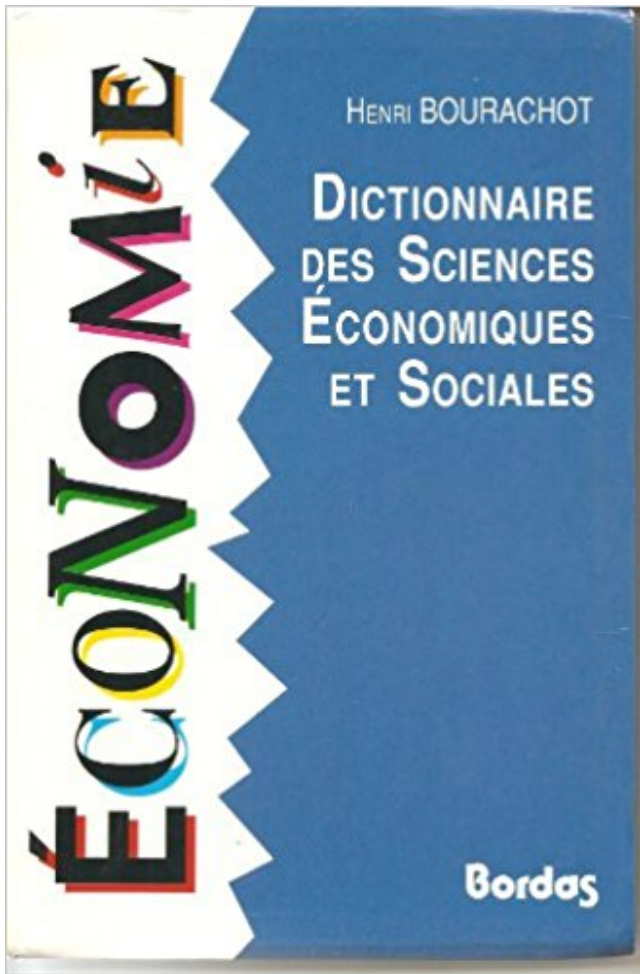 ÉCONOMiE
HENRI BOURACHOT
DICTIONNAIRE
DES SCIENCES
ÉCONOMIQUES
ET SOCIALES
Bordas